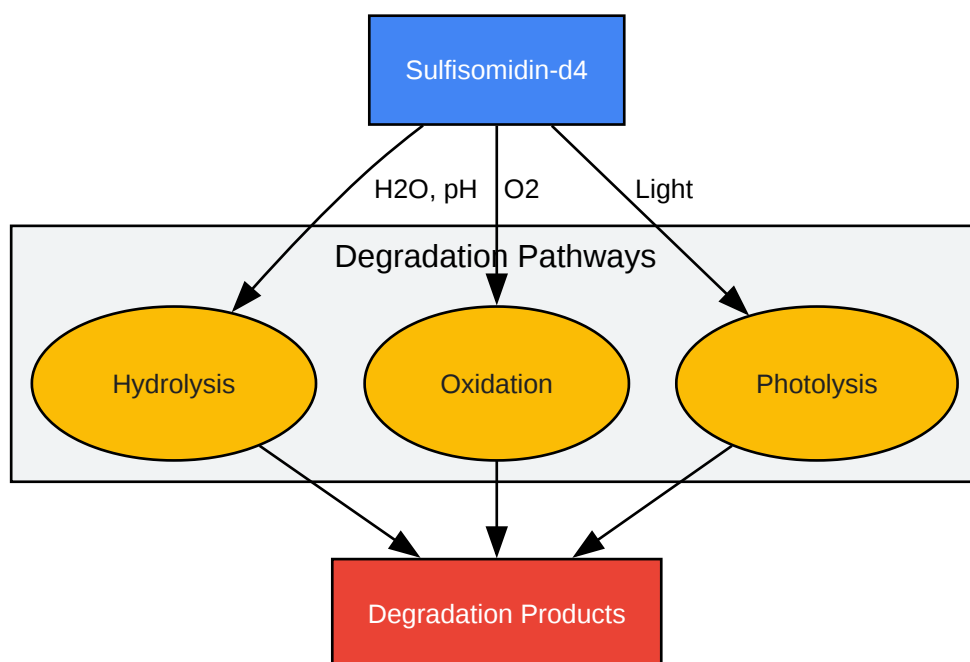 Sulfisomidin-d4
H2O, pH
O2
Light
Degradation Pathways
Hydrolysis
Oxidation
Photolysis
Degradation Products